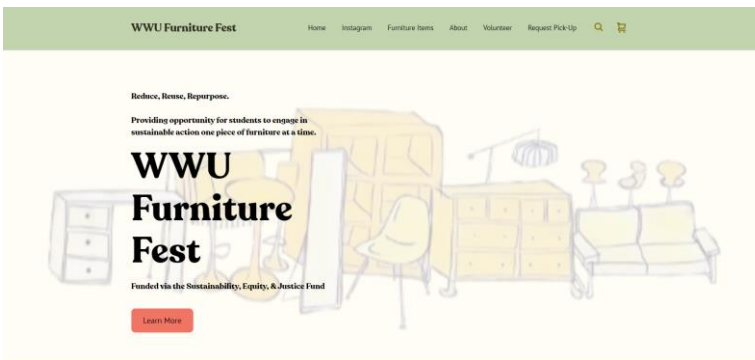 WWU Furniture Fest
Home Instagram Furniture Items About Volunteer Request Pick-Up
Reduce, Reuse, Repurpose.
Providing opportunity for students to engage in
sustainable action one piece of furniture at a time.
WWU
Furniture
Fest
Funded via the Sustainability, Equity, & Justice Fund
Learn More